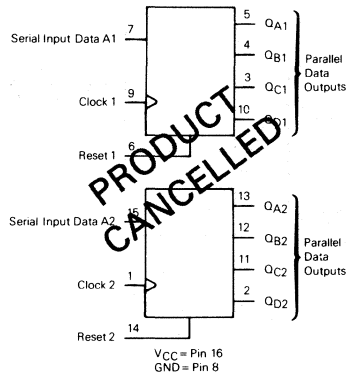 5 QA1
Serial Input Data A1 7
4 QB1
3 QC1
Parallel
Data
Outputs
Clock 1 9
10 QD1
Reset 1 6
PRODUCT
CANCELLED
13 QA2
Serial Input Data A2 15
12 QB2
11 QC2
Parallel
Data
Outputs
Clock 2 1
2 QD2
Reset 2 14
VCC = Pin 16
GND = Pin 8